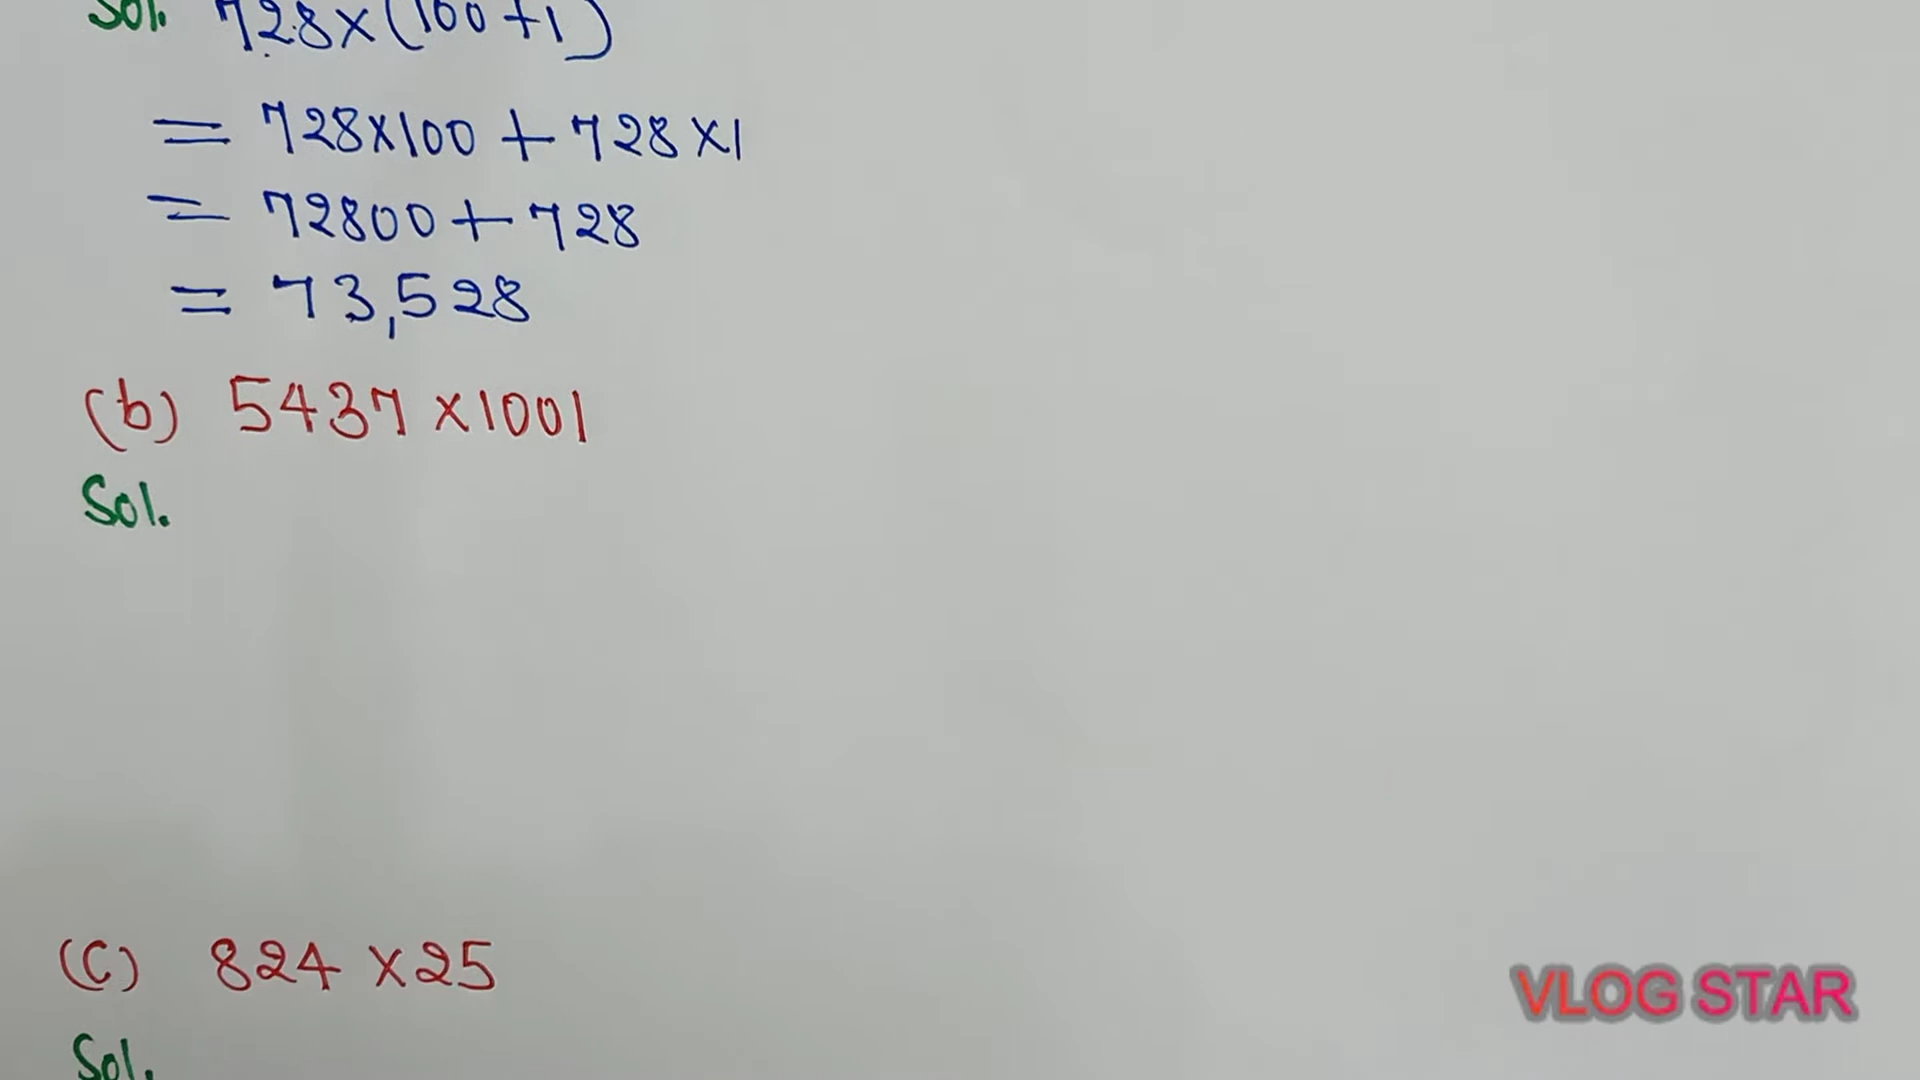 Sol. 728×(100+1)
= 728×100 + 728×1
= 72800 + 728
= 73,528
(b) 5437×1001
Sol.
(C) 824×25
VLOG STAR
Sol.